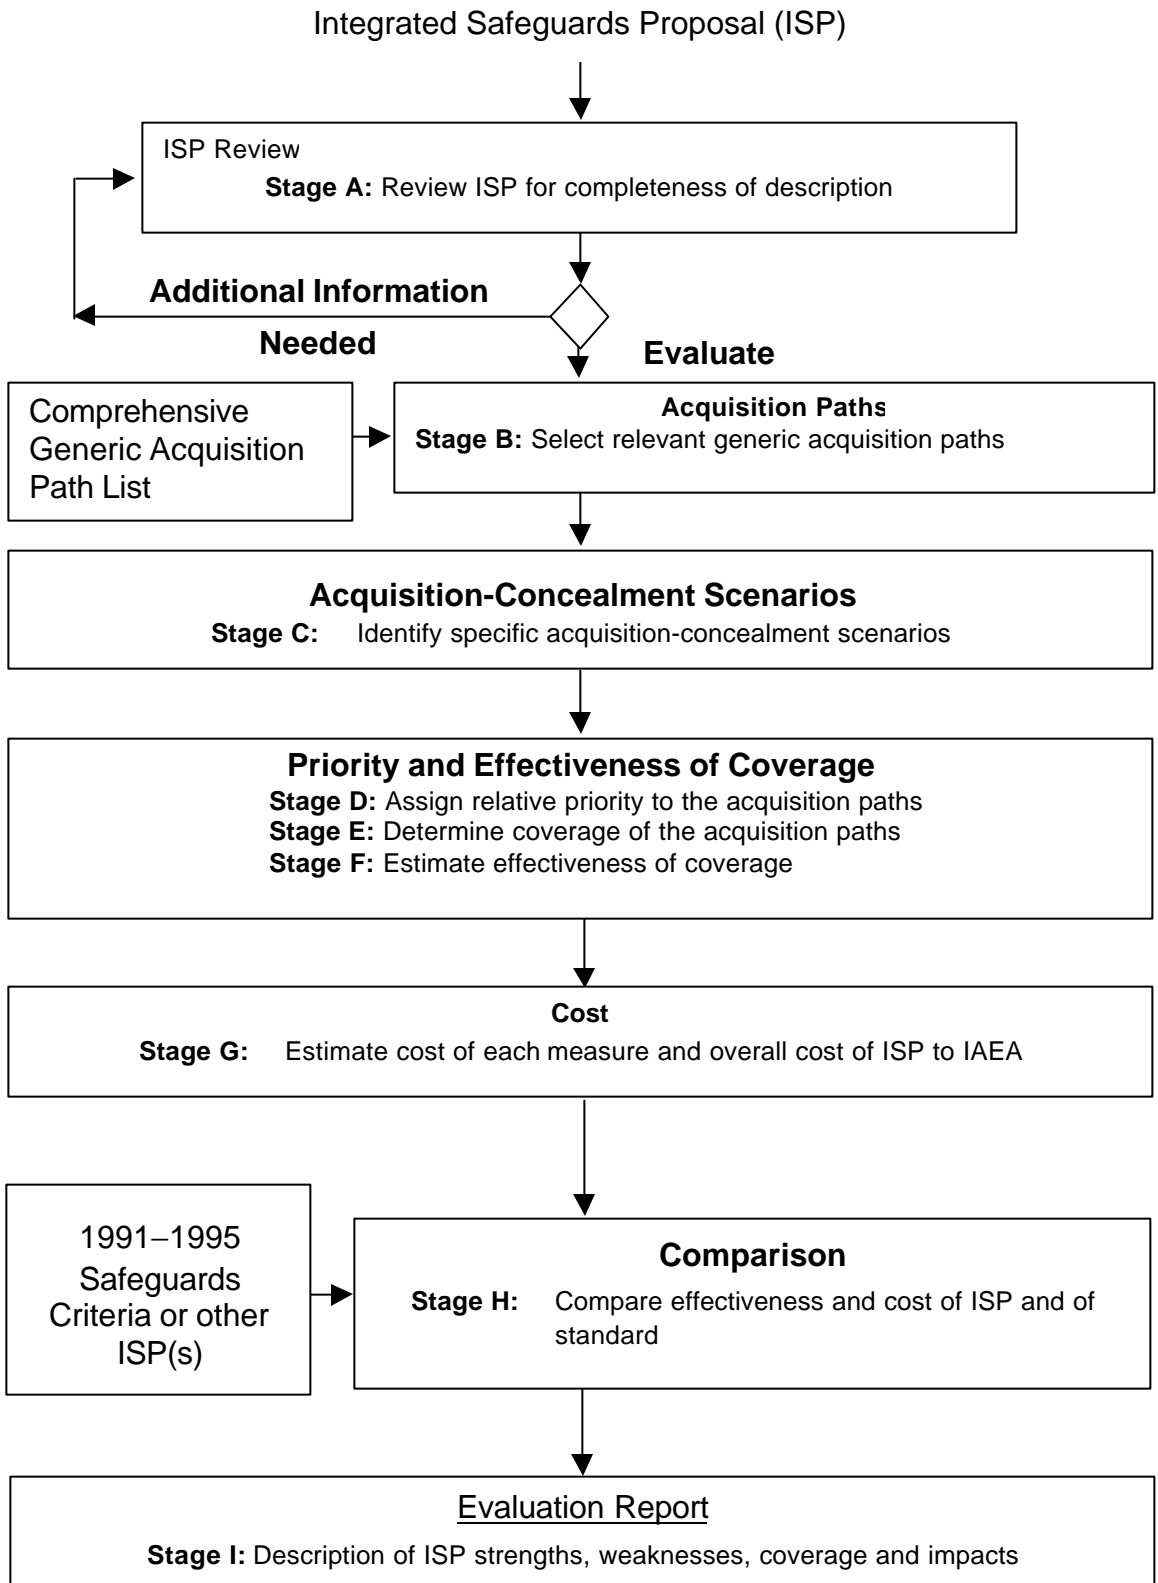 Integrated Safeguards Proposal (ISP)
ISP Review
Stage A: Review ISP for completeness of description
Additional Information
Needed
Evaluate
Comprehensive
Generic Acquisition
Path List
Acquisition Paths
Stage B: Select relevant generic acquisition paths
Acquisition-Concealment Scenarios
Stage C: Identify specific acquisition-concealment scenarios
Priority and Effectiveness of Coverage
Stage D: Assign relative priority to the acquisition paths
Stage E: Determine coverage of the acquisition paths
Stage F: Estimate effectiveness of coverage
Cost
Stage G: Estimate cost of each measure and overall cost of ISP to IAEA
1991–1995
Safeguards
Criteria or other
ISP(s)
Comparison
Stage H: Compare effectiveness and cost of ISP and of
standard
Evaluation Report
Stage I: Description of ISP strengths, weaknesses, coverage and impacts